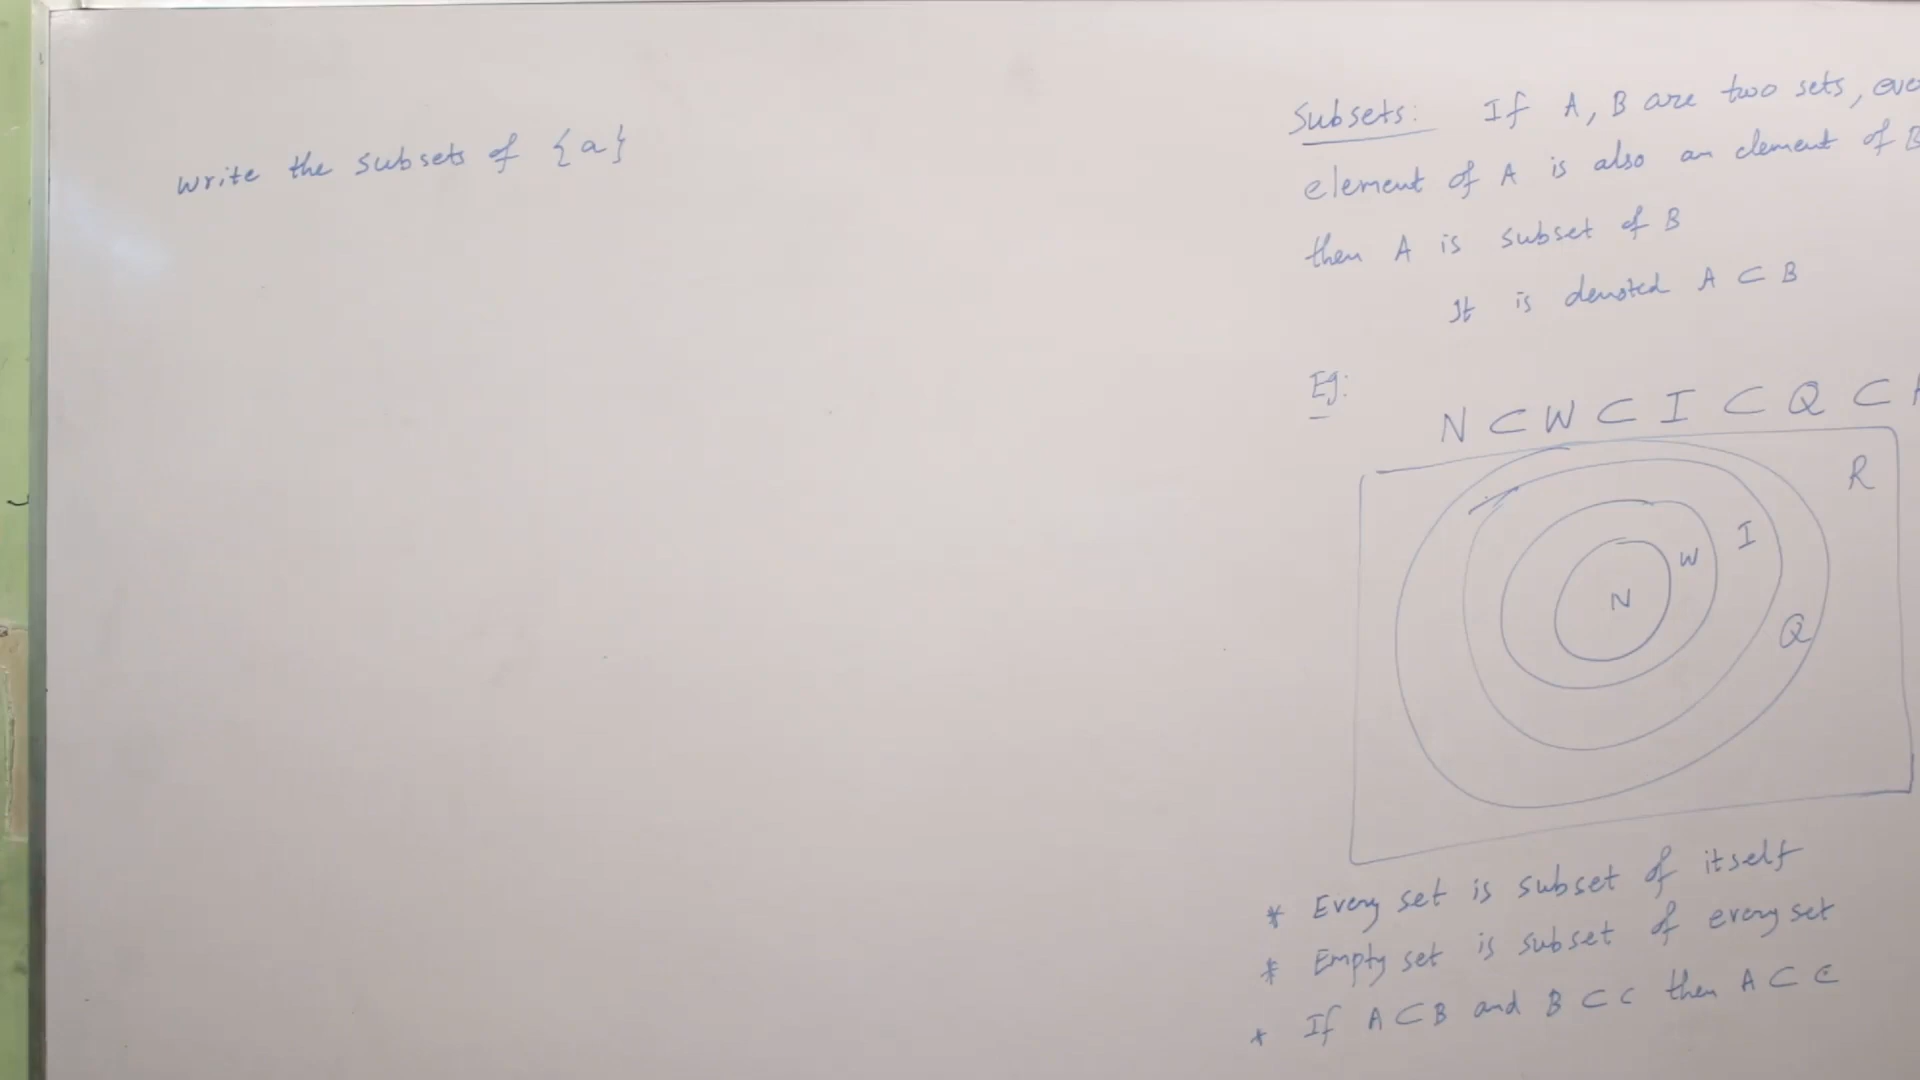 write the subsets of {a}
Subsets: If A, B are two sets,
element of A is also an element of B
then A is subset of B
It is denoted A ⊂ B
Eg:
N ⊂ W ⊂ I ⊂ Q ⊂
R
I
W
N
Q
* Every set is subset of itself
* Empty set is subset of every set
* If A ⊂ B and B ⊂ C then A ⊂ C